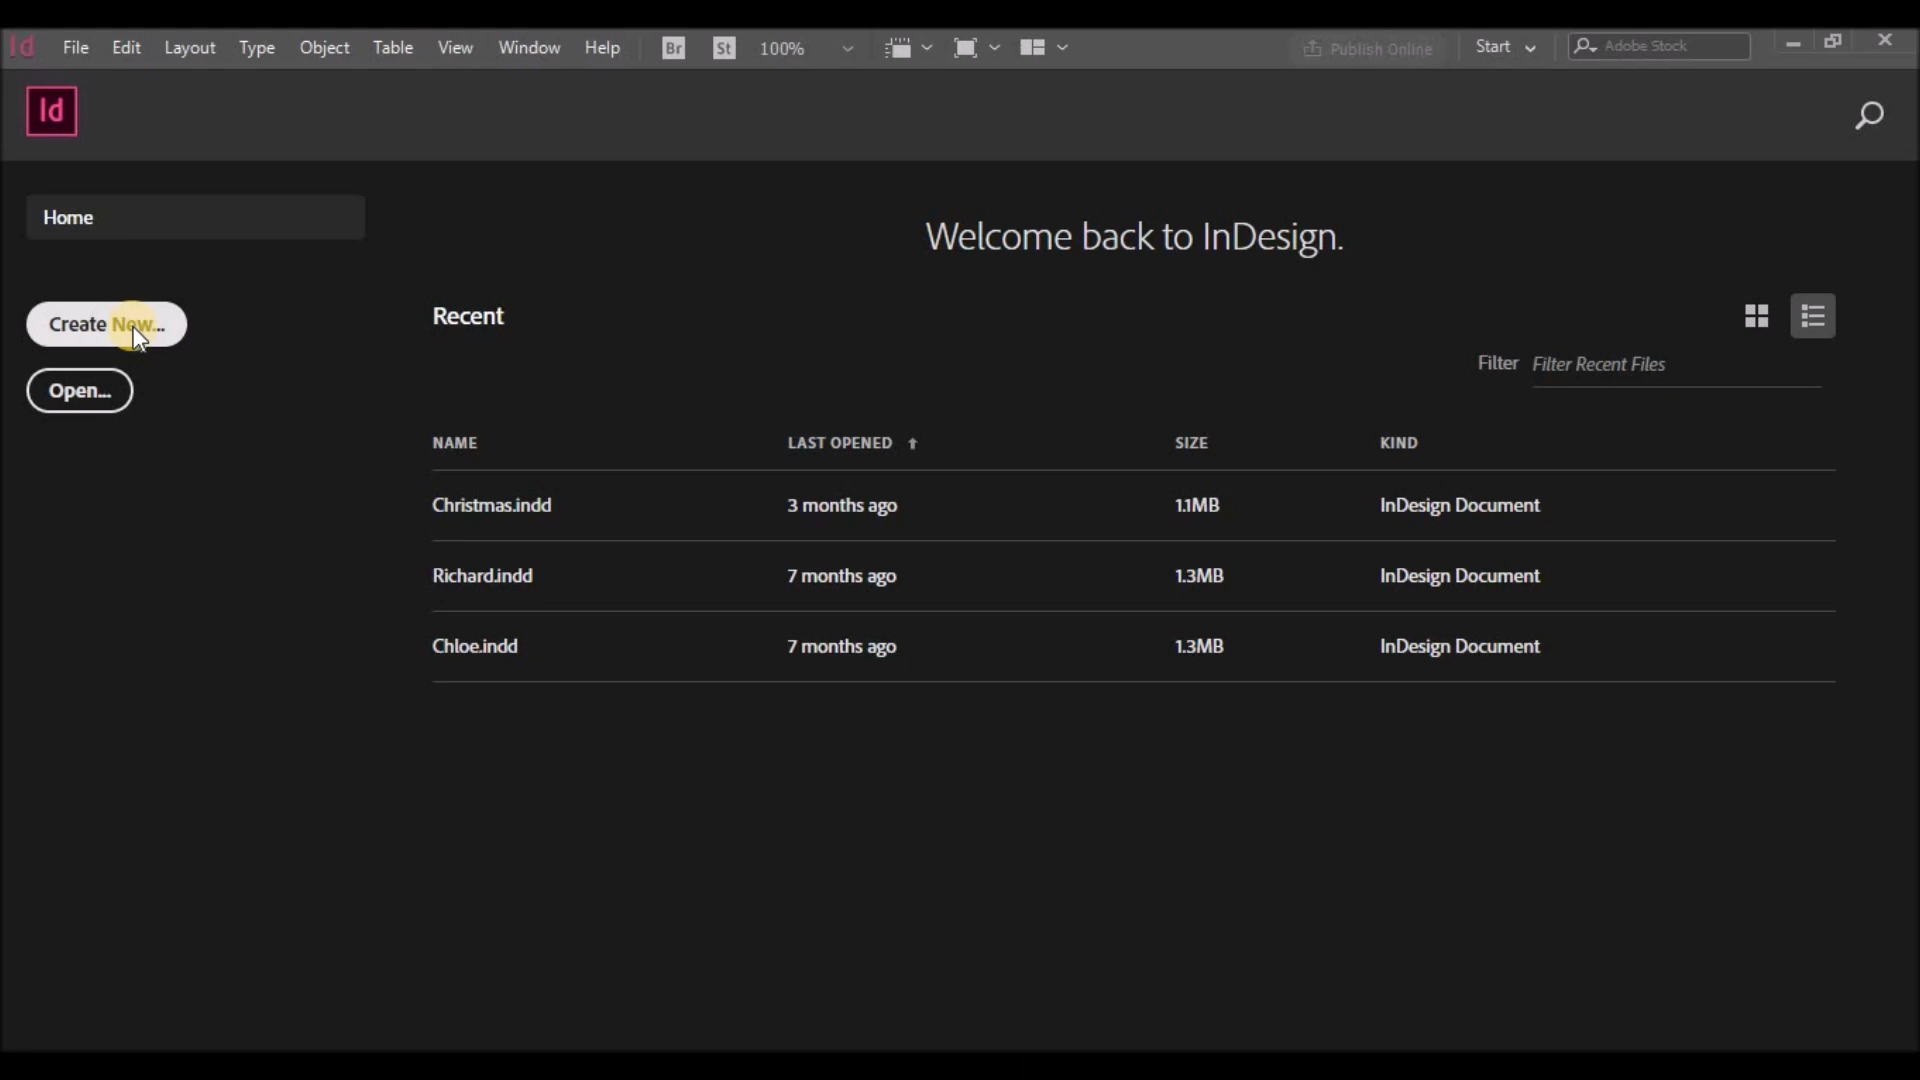 Id File Edit Layout Type Object Table View Window Help Br St 100% Publish Online Start Adobe Stock
Id
Home
Welcome back to InDesign.
Create New...
Recent
Filter Filter Recent Files
Open...
NAME LAST OPENED SIZE KIND
Christmas.indd 3 months ago 1.1MB InDesign Document
Richard.indd 7 months ago 1.3MB InDesign Document
Chloe.indd 7 months ago 1.3MB InDesign Document